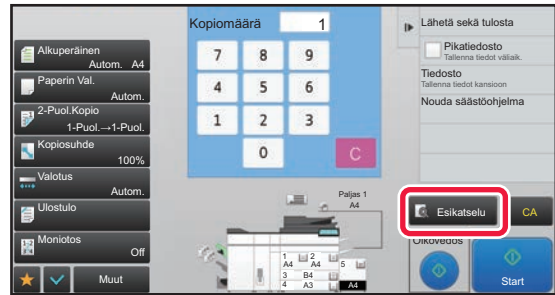 Kopiomäärä 1
Lähetä sekä tulosta
Pikatiedosto
Tallenna tiedot väliaik.
Tiedosto
Tallenna tiedot kansioon
Nouda säästöohjelma
Alkuperäinen
Autom. A4
Paperin Val.
Autom.
2-Puol.Kopio
1-Puol.→1-Puol.
Kopiosuhde
100%
Valotus
Autom.
Ulostulo
Moniotos
Off
Muut
7 8 9
4 5 6
1 2 3
0 C
Paljas 1
A4
1 2
A4 A4 5
3 B4
4 A3 A4
Esikatselu
CA
Start